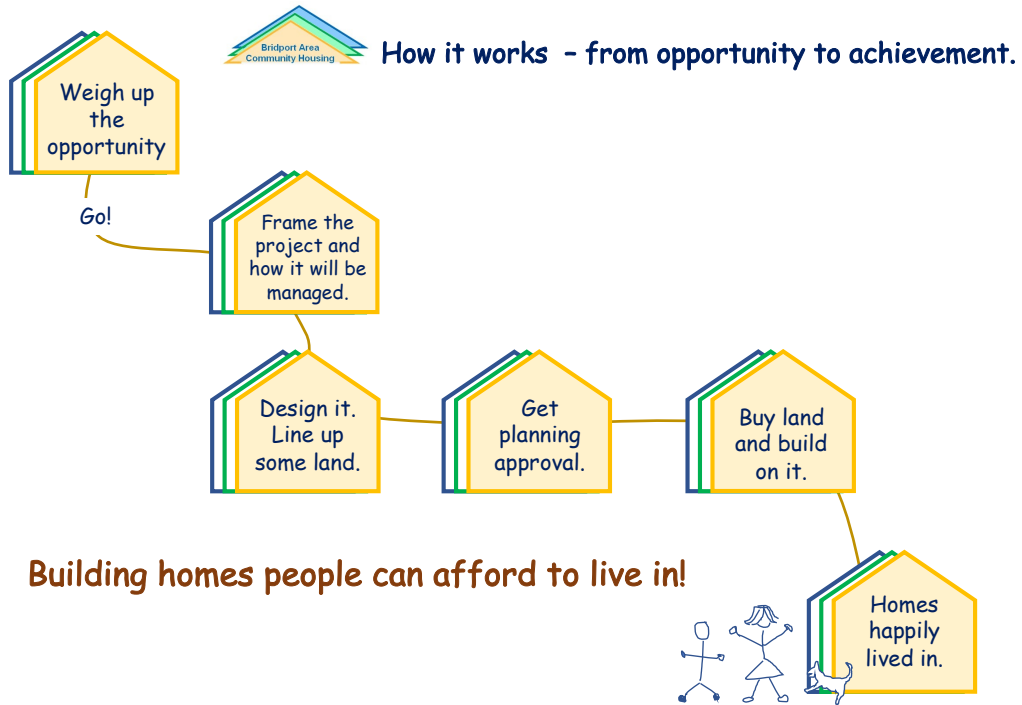 Bridport Area
Community Housing
How it works – from opportunity to achievement.
Weigh up
the
opportunity
Go!
Frame the
project and
how it will be
managed.
Design it.
Line up
some land.
Get
planning
approval.
Buy land
and build
on it.
Building homes people can afford to live in!
Homes
happily
lived in.